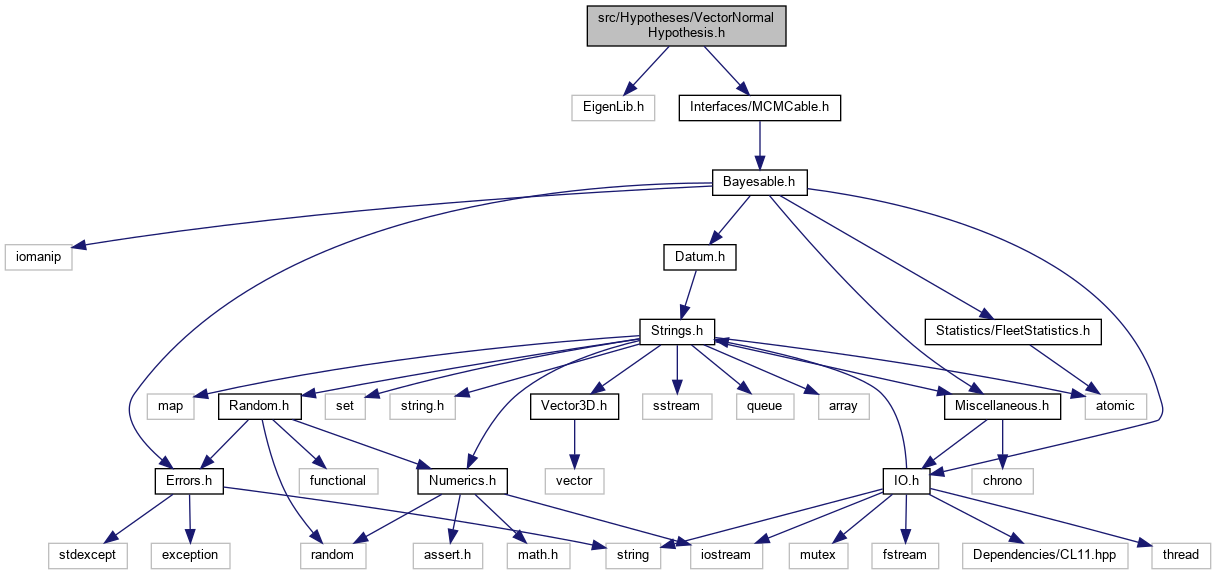 src/Hypotheses/VectorNormal
Hypothesis.h
EigenLib.h
Interfaces/MCMCable.h
Bayesable.h
iomanip
Datum.h
Strings.h
Statistics/FleetStatistics.h
map
Random.h
set
string.h
Vector3D.h
sstream
queue
array
Miscellaneous.h
atomic
Errors.h
functional
Numerics.h
vector
IO.h
chrono
stdexcept
exception
random
assert.h
math.h
string
iostream
mutex
fstream
Dependencies/CL11.hpp
thread